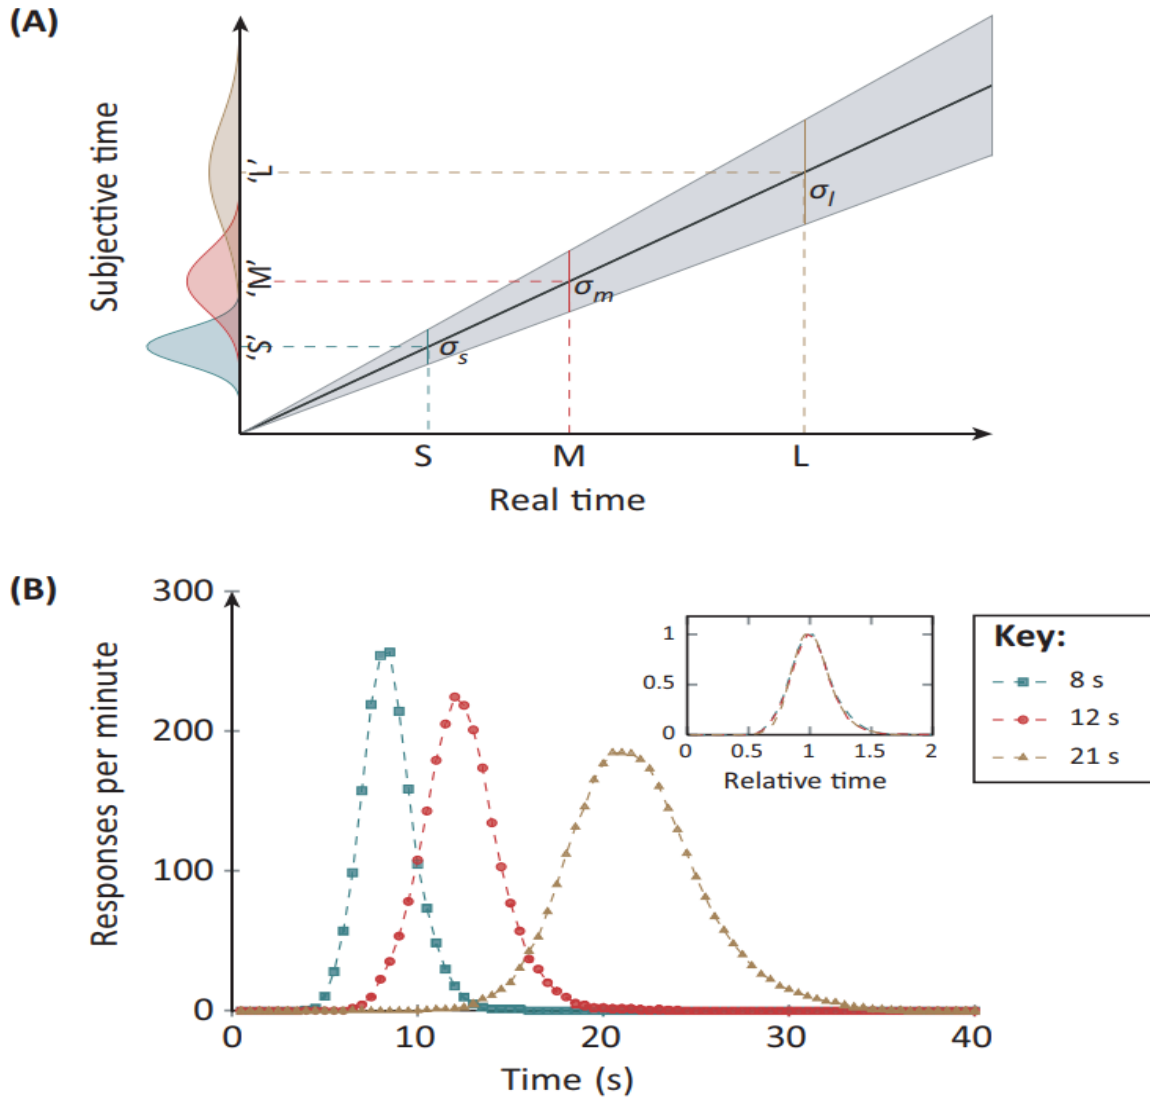 (A)
Subjective time
'L'
'M'
'S'
σl
σm
σs
S M L
Real time
(B)
Responses per minute
300
200
100
0
0 10 20 30 40
Time (s)
1
0.5
0
0 0.5 1 1.5 2
Relative time
Key:
8 s
12 s
21 s